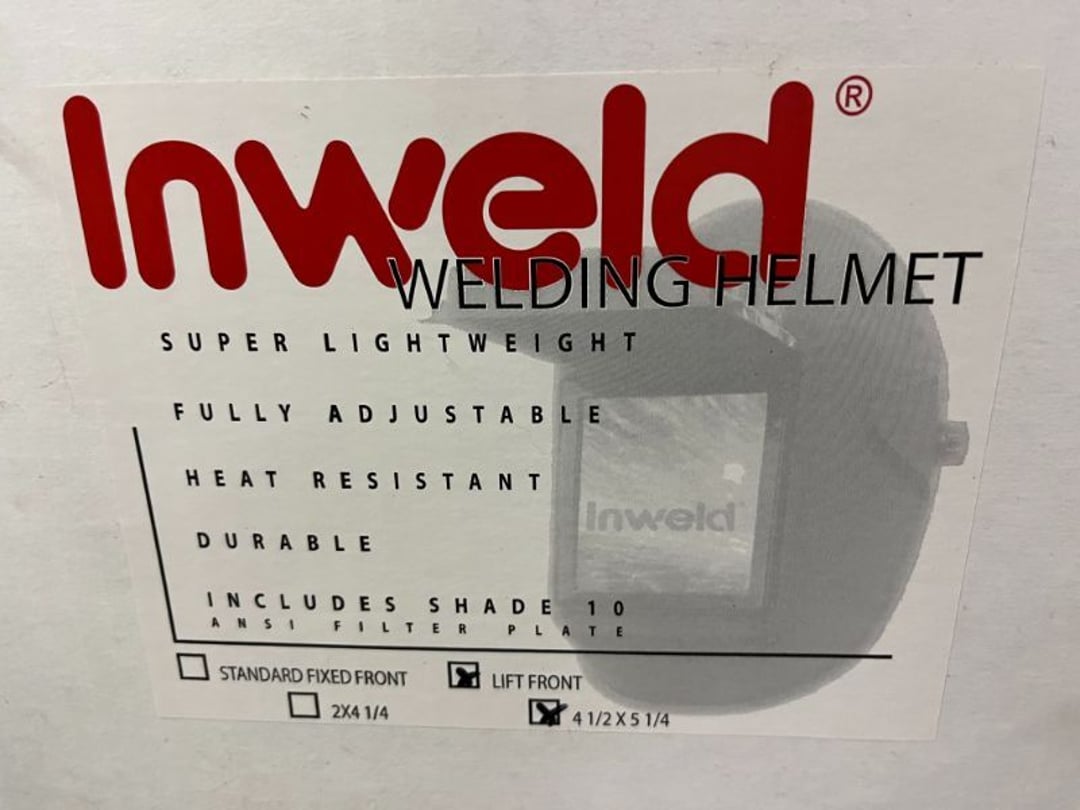 Inweld®
WELDING HELMET
SUPER LIGHTWEIGHT
FULLY ADJUSTABLE
HEAT RESISTANT
Inweld
DURABLE
INCLUDES SHADE 10
ANSI FILTER PLATE
STANDARD FIXED FRONT LIFT FRONT
2X4 1/4 4 1/2 X 5 1/4